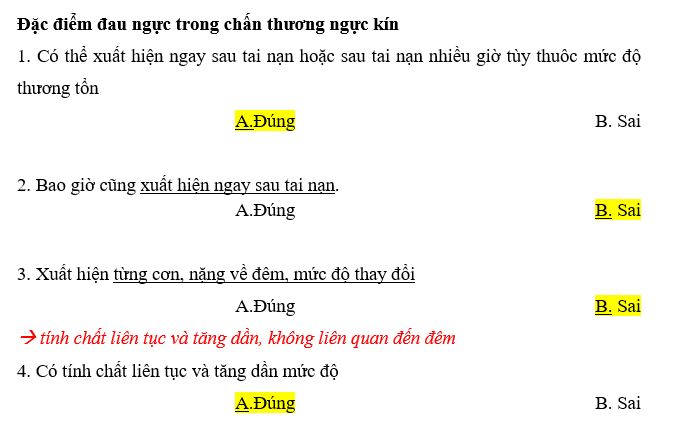 Đặc điểm đau ngực trong chấn thương ngực kín
1. Có thể xuất hiện ngay sau tai nạn hoặc sau tai nạn nhiều giờ tùy thuôc mức độ
thương tổn
A.Đúng B. Sai
2. Bao giờ cũng xuất hiện ngay sau tai nạn.
A.Đúng B. Sai
3. Xuất hiện từng cơn, nặng về đêm, mức độ thay đổi
A.Đúng B. Sai
→ tính chất liên tục và tăng dần, không liên quan đến đêm
4. Có tính chất liên tục và tăng dần mức độ
A.Đúng B. Sai